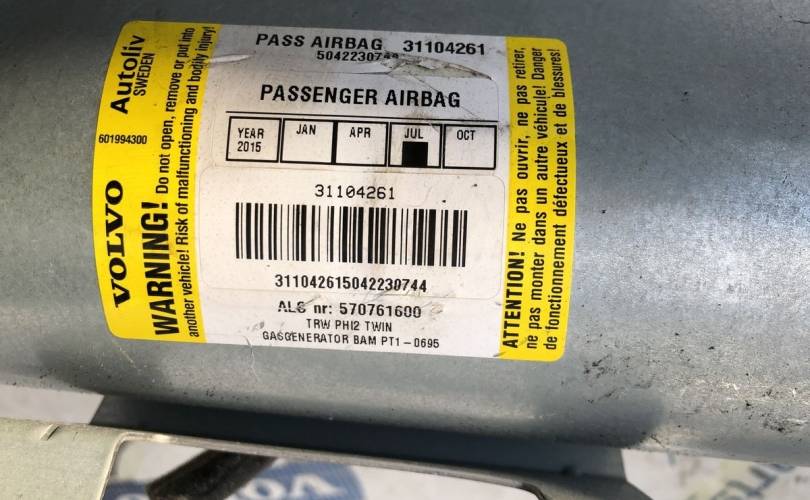 Autoliv
SWEDEN
601994300
VOLVO
WARNING! Do not open, remove or put into
another vehicle! Risk of malfunctioning and bodily injury!
PASS AIRBAG 31104261
5042230744
PASSENGER AIRBAG
YEAR 2015 JAN APR JUL OCT
31104261
311042615042230744
ALS nr: 570761600
TRW PHI2 TWIN
GASGENERATOR BAM PT1-0695
ATTENTION! Ne pas ouvrir, ne pas retirer,
ne pas monter dans un autre véhicule! Danger
de fonctionnement défectueux et de blessures!
VOLVO